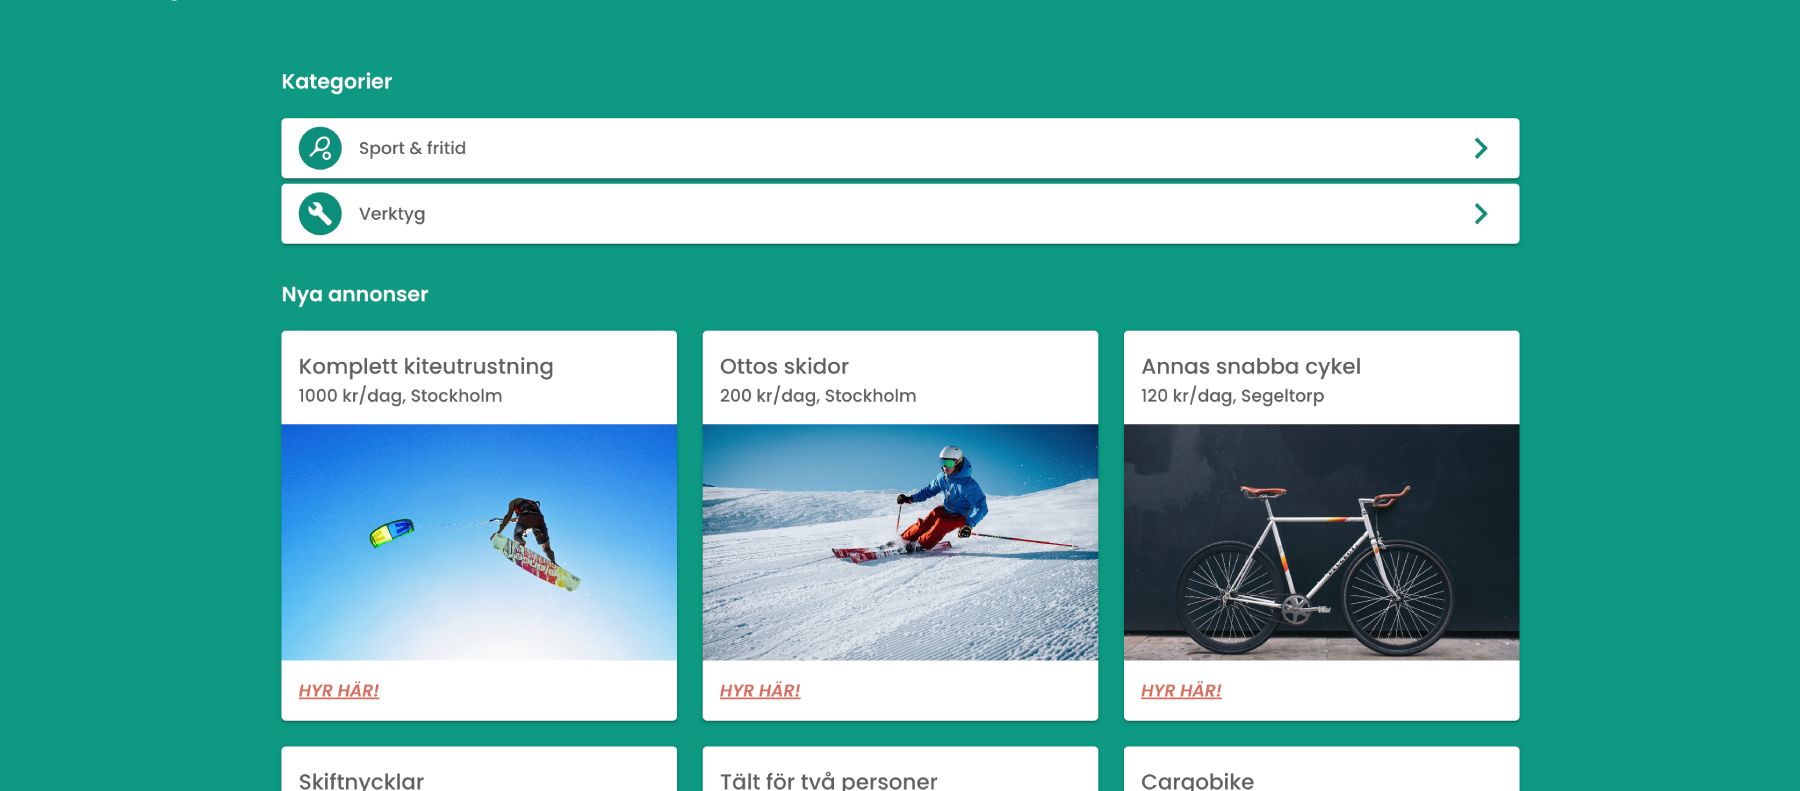 Kategorier
Sport & fritid
Verktyg
Nya annonser
Komplett kiteutrustning
1000 kr/dag, Stockholm
HYR HÄR!
Ottos skidor
200 kr/dag, Stockholm
HYR HÄR!
Annas snabba cykel
120 kr/dag, Segeltorp
HYR HÄR!
Skiftnycklar
Tält för två personer
Cargobike